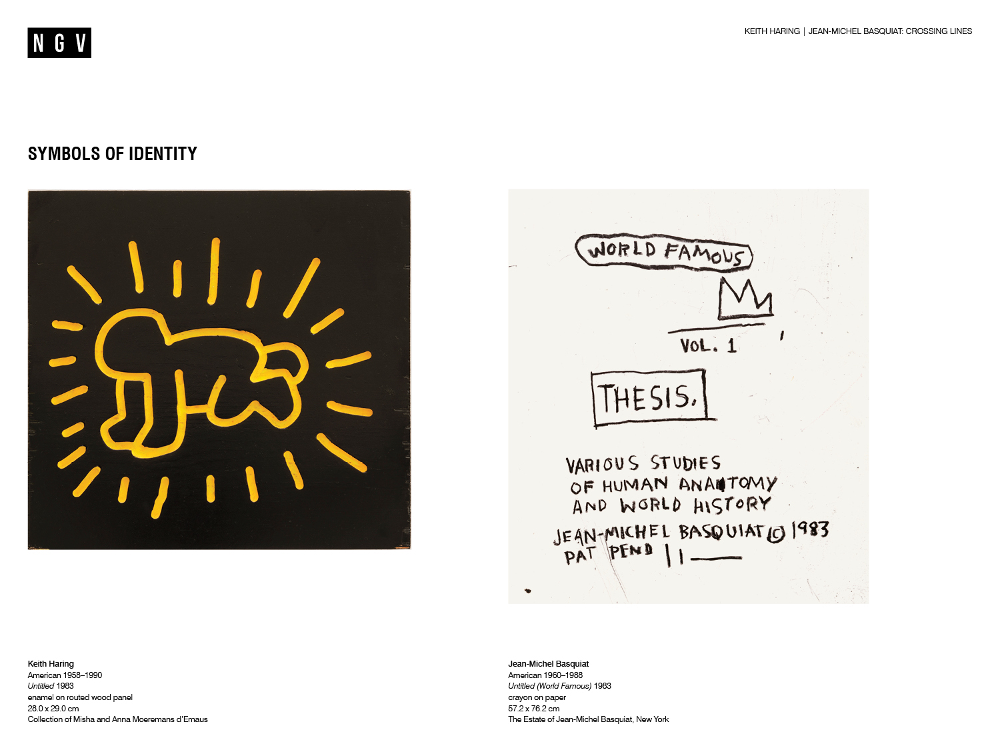 NGV
KEITH HARING | JEAN-MICHEL BASQUIAT: CROSSING LINES
SYMBOLS OF IDENTITY
WORLD FAMOUS
VOL. 1
THESIS.
VARIOUS STUDIES
OF HUMAN ANATOMY
AND WORLD HISTORY
JEAN-MICHEL BASQUIAT © 1983
PAT PEND
Keith Haring
American 1958–1990
Untitled 1983
enamel on routed wood panel
28.0 x 29.0 cm
Collection of Misha and Anna Moeremans d'Emaus
Jean-Michel Basquiat
American 1960–1988
Untitled (World Famous) 1983
crayon on paper
57.2 x 76.2 cm
The Estate of Jean-Michel Basquiat, New York